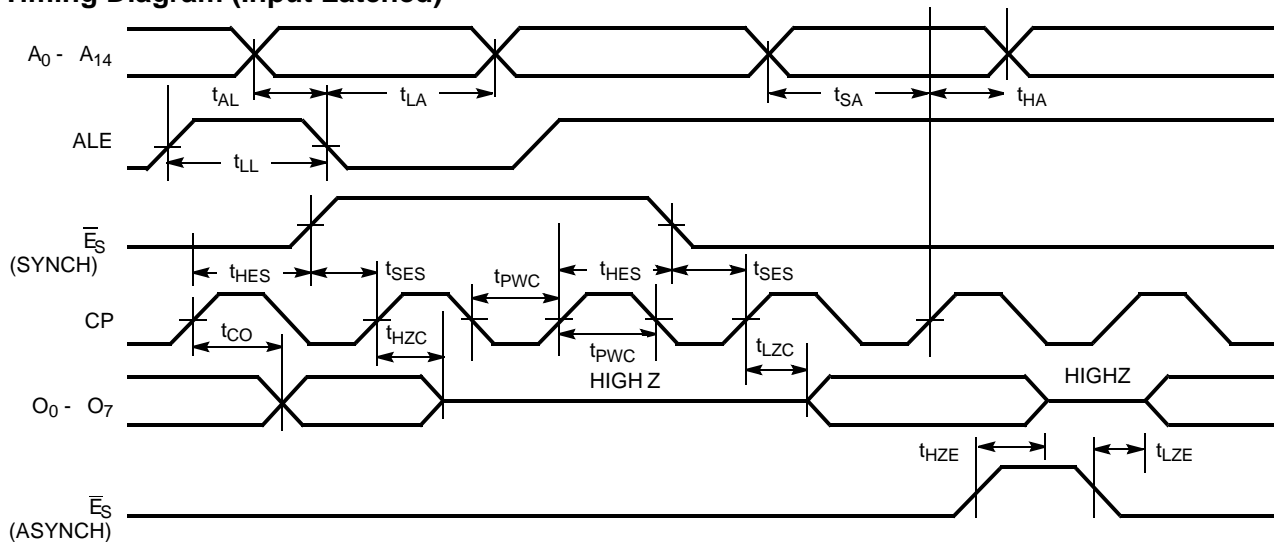 Timing Diagram (Input Latched)
A0 - A14
tAL
tLA
tSA
tHA
ALE
tLL
ES
(SYNCH)
tHES
tSES
tPWC
tHES
tSES
CP
tCO
tHZC
tPWC
tLZC
HIGH Z
HIGHZ
O0 - O7
tHZE
tLZE
ES
(ASYNCH)